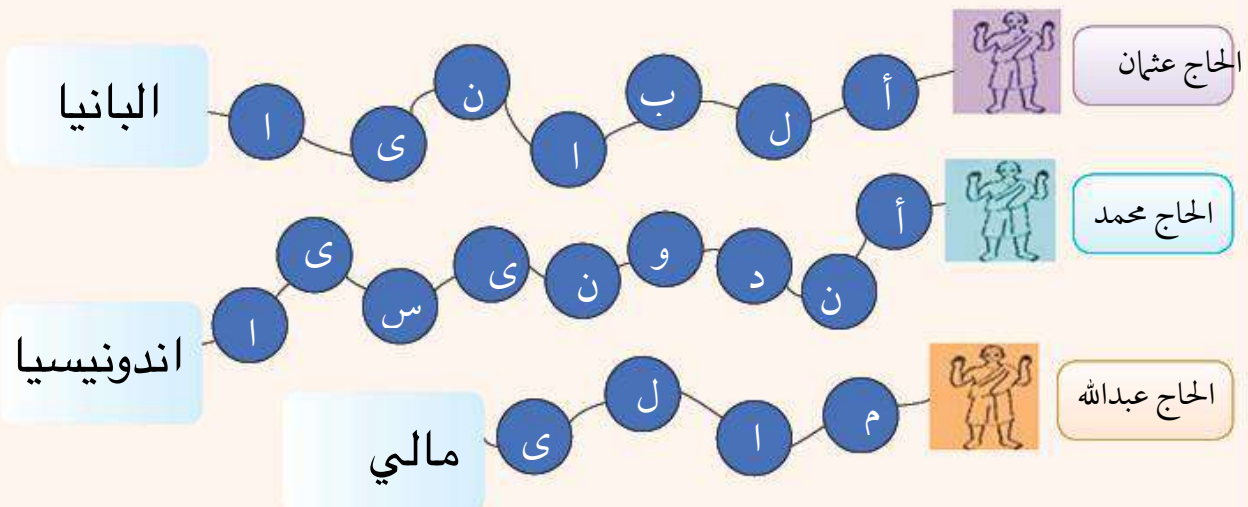 الحاج عثمان
أ ل ب ا ن ى ا
البانيا
الحاج محمد
أ ن د و ن ى س ى ا
اندونيسيا
الحاج عبدالله
م ا ل ى
مالي